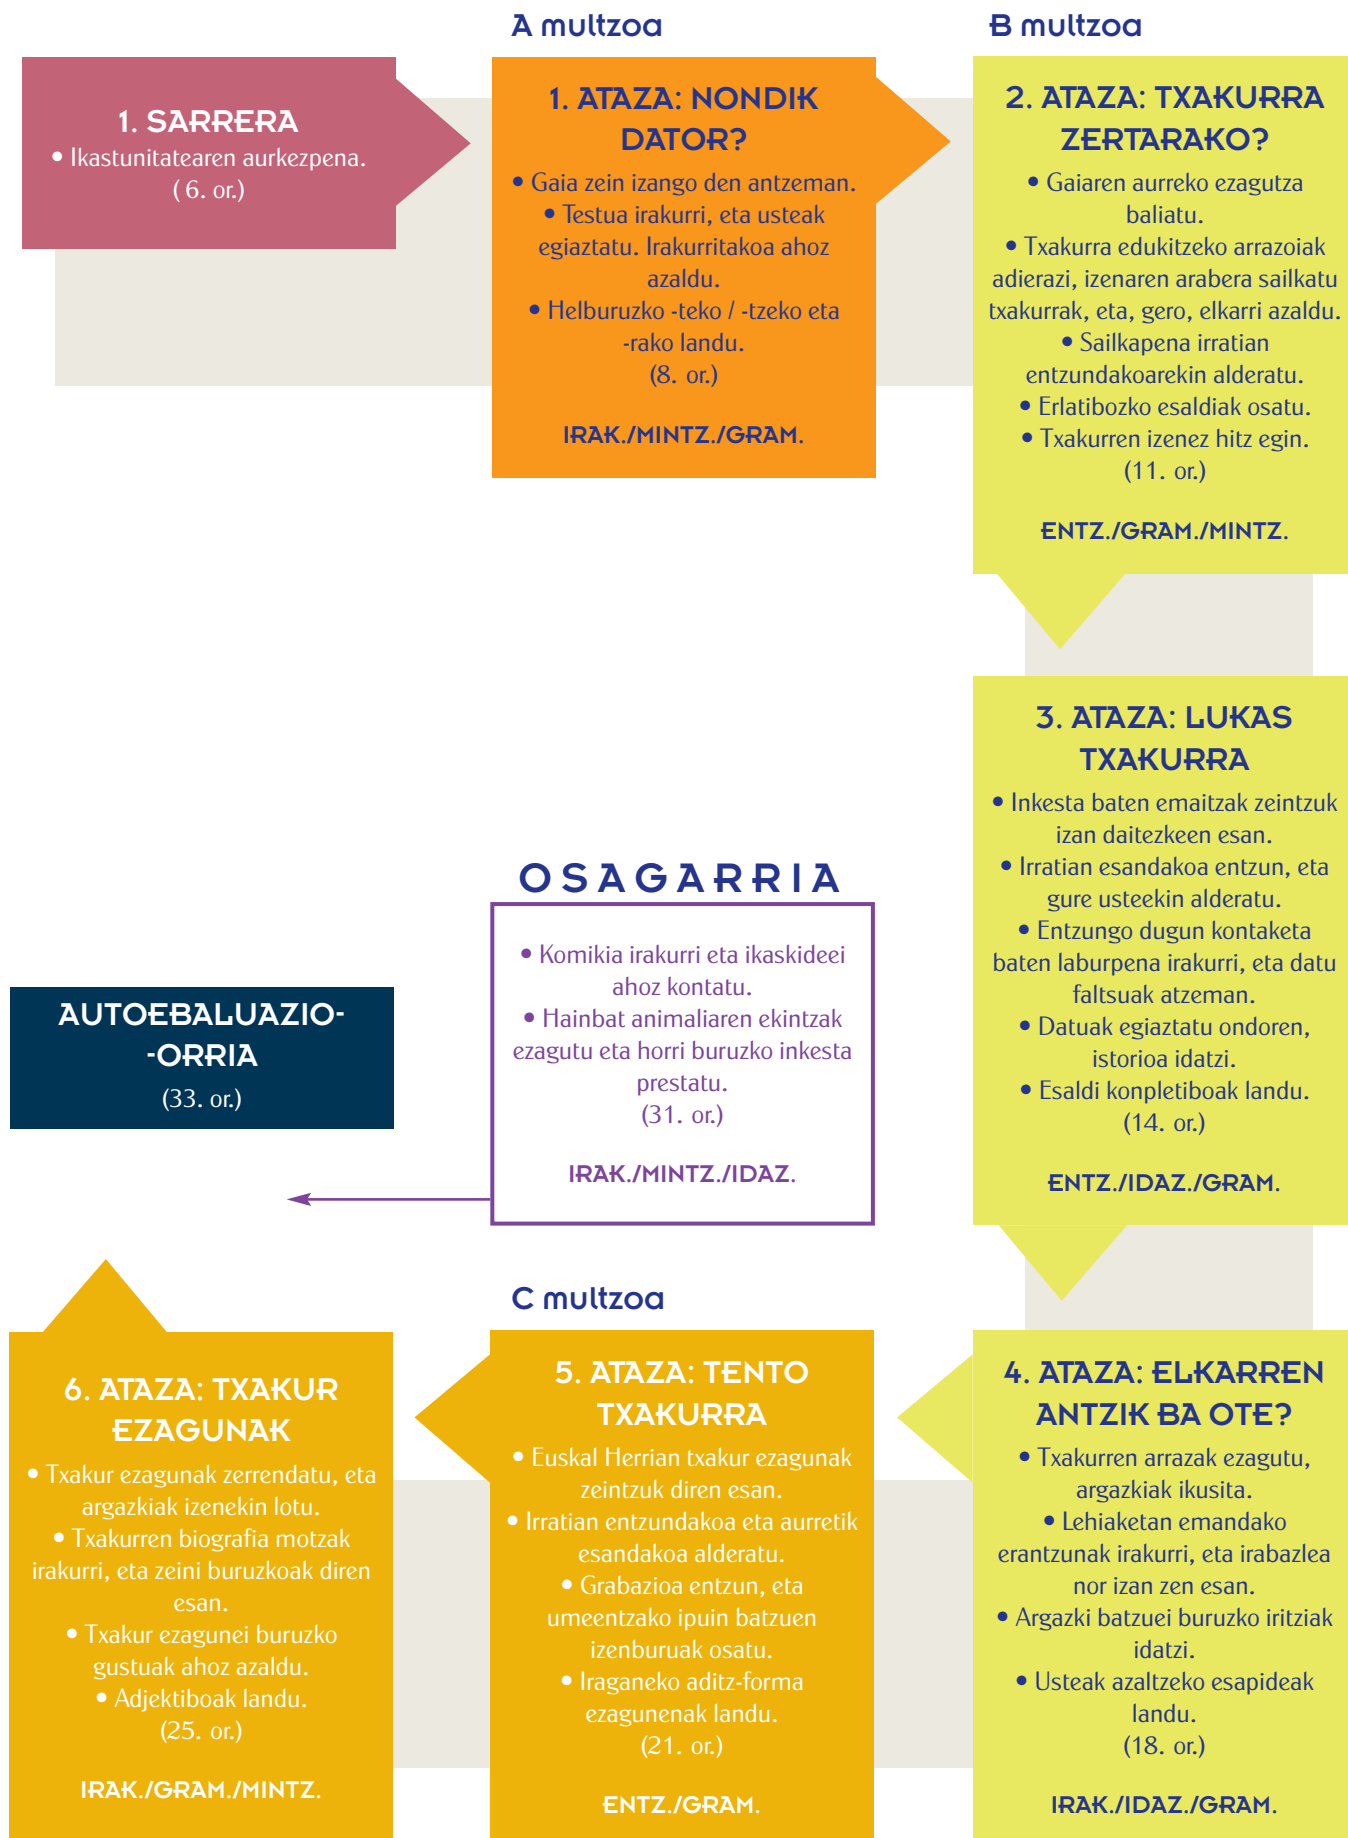 1. SARRERA
• Ikastunitatearen aurkezpena.
( 6. or.)
A multzoa
1. ATAZA: NONDIK
DATOR?
• Gaia zein izango den antzeman.
• Testua irakurri, eta usteak
egiaztatu. Irakurritakoa ahoz
azaldu.
• Helburuzko -teko / -tzeko eta
-rako landu.
(8. or.)
IRAK./MINTZ./GRAM.
B multzoa
2. ATAZA: TXAKURRA
ZERTARAKO?
• Gaiaren aurreko ezagutza
baliatu.
• Txakurra edukitzeko arrazoiak
adierazi, izenaren arabera sailkatu
txakurrak, eta, gero, elkarri azaldu.
• Sailkapena irratian
entzundakoarekin alderatu.
• Erlatibozko esaldiak osatu.
• Txakurren izenez hitz egin.
(11. or.)
ENTZ./GRAM./MINTZ.
3. ATAZA: LUKAS
TXAKURRA
• Inkesta baten emaitzak zeintzuk
izan daitezkeen esan.
• Irratian esandakoa entzun, eta
gure usteekin alderatu.
• Entzungo dugun kontaketa
baten laburpena irakurri, eta datu
faltsuak atzeman.
• Datuak egiaztatu ondoren,
istorioa idatzi.
• Esaldi konpletiboak landu.
(14. or.)
ENTZ./IDAZ./GRAM.
4. ATAZA: ELKARREN
ANTZIK BA OTE?
• Txakurren arrazak ezagutu,
argazkiak ikusita.
• Lehiaketan emandako
erantzunak irakurri, eta irabazlea
nor izan zen esan.
• Argazki batzuei buruzko iritziak
idatzi.
• Usteak azaltzeko esapideak
landu.
(18. or.)
IRAK./IDAZ./GRAM.
C multzoa
5. ATAZA: TENTO
TXAKURRA
• Euskal Herrian txakur ezagunak
zeintzuk diren esan.
• Irratian entzundakoa eta aurretik
esandakoa alderatu.
• Grabazioa entzun, eta
umeentzako ipuin batzuen
izenburuak osatu.
• Iraganeko aditz-forma
ezagunenak landu.
(21. or.)
ENTZ./GRAM.
6. ATAZA: TXAKUR
EZAGUNAK
• Txakur ezagunak zerrendatu, eta
argazkiak izenekin lotu.
• Txakurren biografia motzak
irakurri, eta zeini buruzkoak diren
esan.
• Txakur ezagunei buruzko
gustuak ahoz azaldu.
• Adjektiboak landu.
(25. or.)
IRAK./GRAM./MINTZ.
OSAGARRIA
• Komikia irakurri eta ikaskideei
ahoz kontatu.
• Hainbat animaliaren ekintzak
ezagutu eta horri buruzko inkesta
prestatu.
(31. or.)
IRAK./MINTZ./IDAZ.
AUTOEBALUAZIO-
-ORRIA
(33. or.)